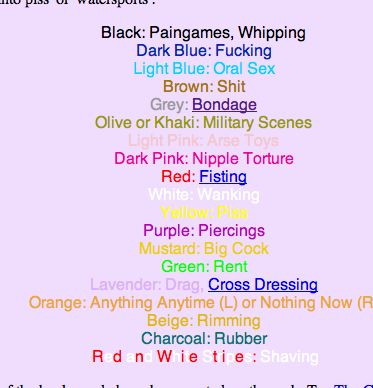 into piss' or 'watersports'.
Black: Paingames, Whipping
Dark Blue: Fucking
Light Blue: Oral Sex
Brown: Shit
Grey: Bondage
Olive or Khaki: Military Scenes
Light Pink: Arse Toys
Dark Pink: Nipple Torture
Red: Fisting
White: Wanking
Yellow: Piss
Purple: Piercings
Mustard: Big Cock
Green: Rent
Lavender: Drag, Cross Dressing
Orange: Anything Anytime (L) or Nothing Now (R
Beige: Rimming
Charcoal: Rubber
Red and White Stripes: Shaving